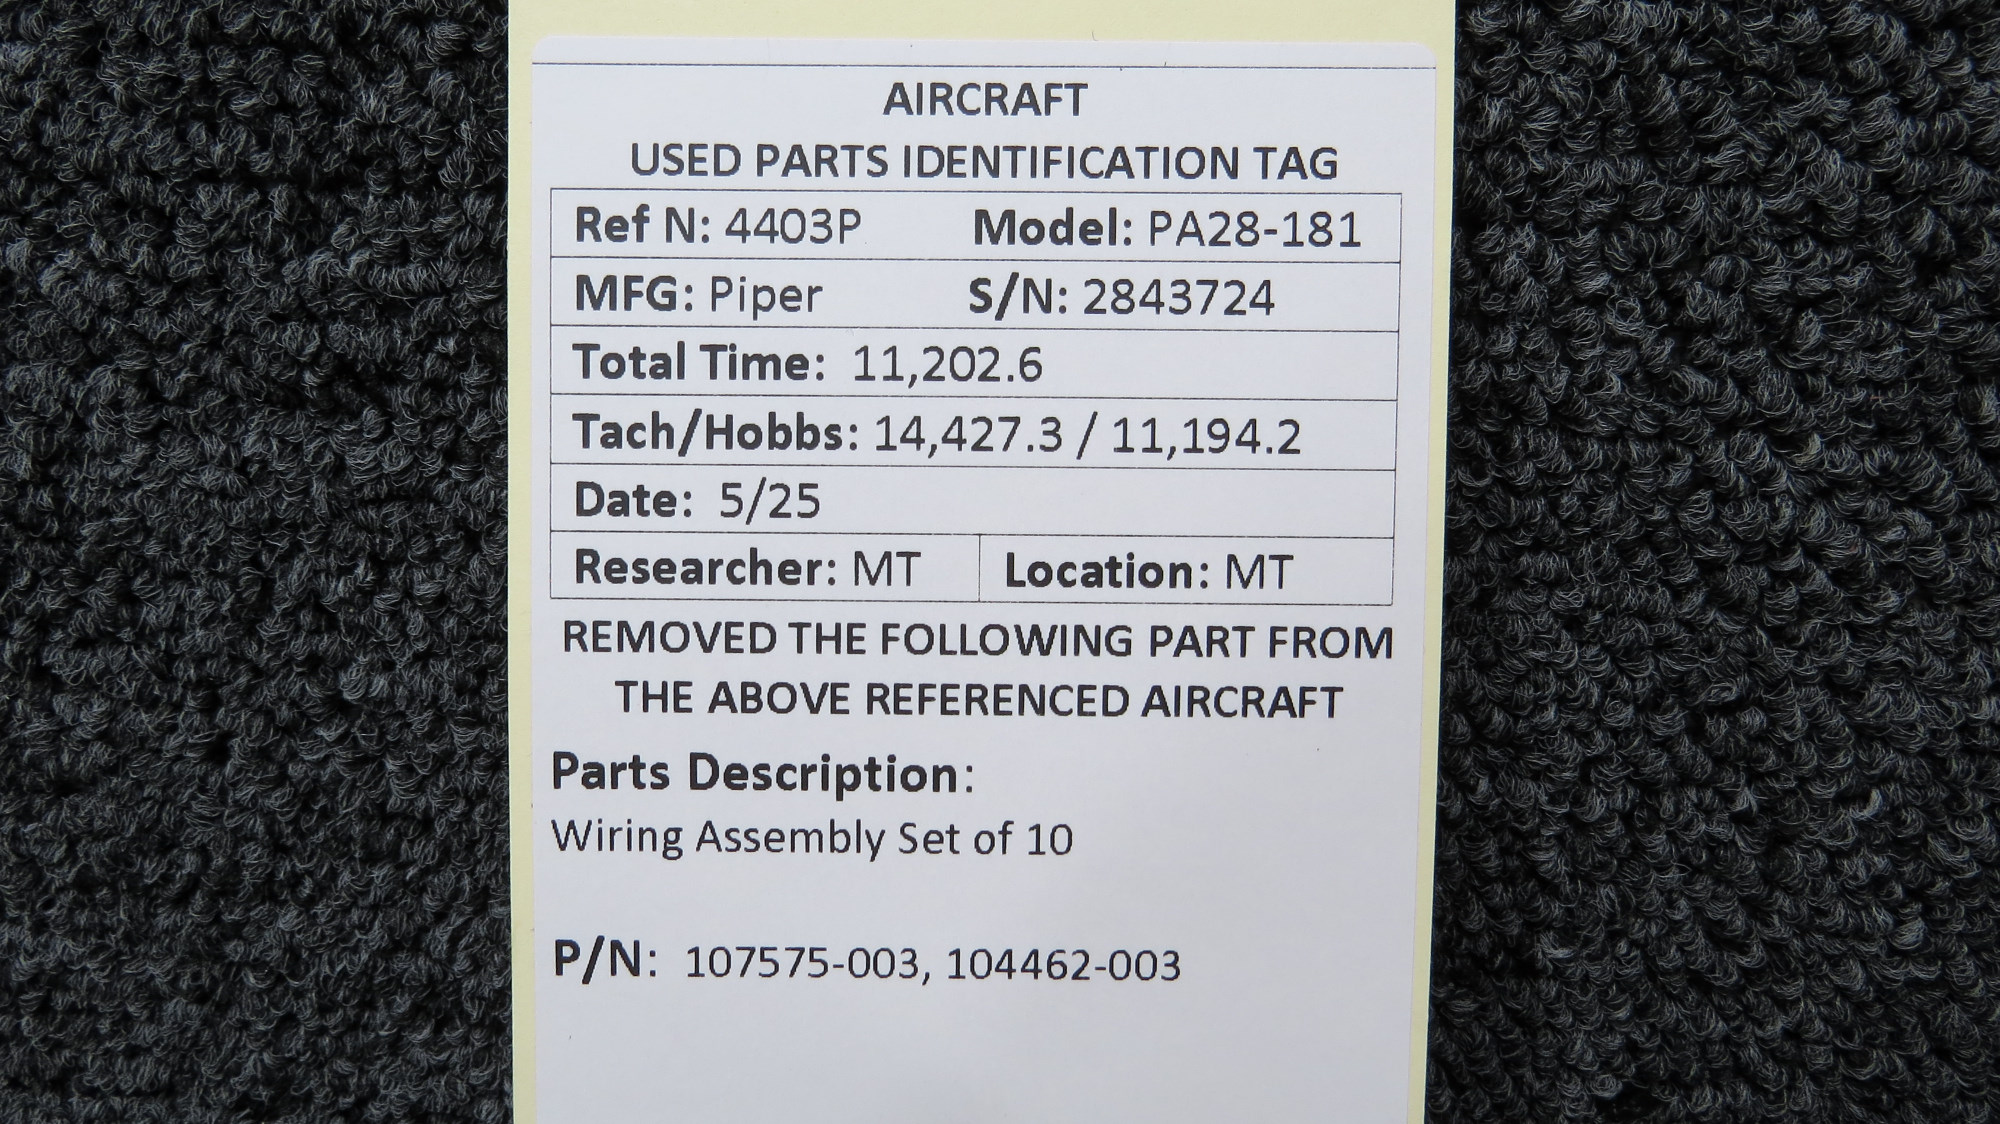 AIRCRAFT
USED PARTS IDENTIFICATION TAG
Ref N: 4403P Model: PA28-181
MFG: Piper S/N: 2843724
Total Time: 11,202.6
Tach/Hobbs: 14,427.3 / 11,194.2
Date: 5/25
Researcher: MT Location: MT
REMOVED THE FOLLOWING PART FROM
THE ABOVE REFERENCED AIRCRAFT
Parts Description:
Wiring Assembly Set of 10
P/N: 107575-003, 104462-003